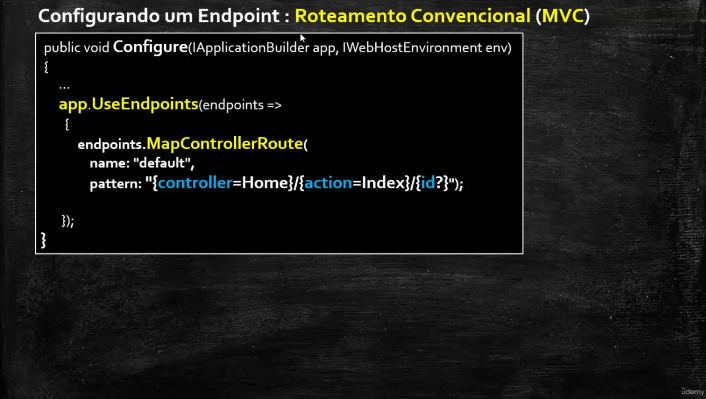 Configurando um Endpoint : Roteamento Convencional (MVC)
public void Configure(IApplicationBuilder app, IWebHostEnvironment env)
{
...
app.UseEndpoints(endpoints =>
{
endpoints.MapControllerRoute(
name: "default",
pattern: "{controller=Home}/{action=Index}/{id?}");
});
}
ûdemy